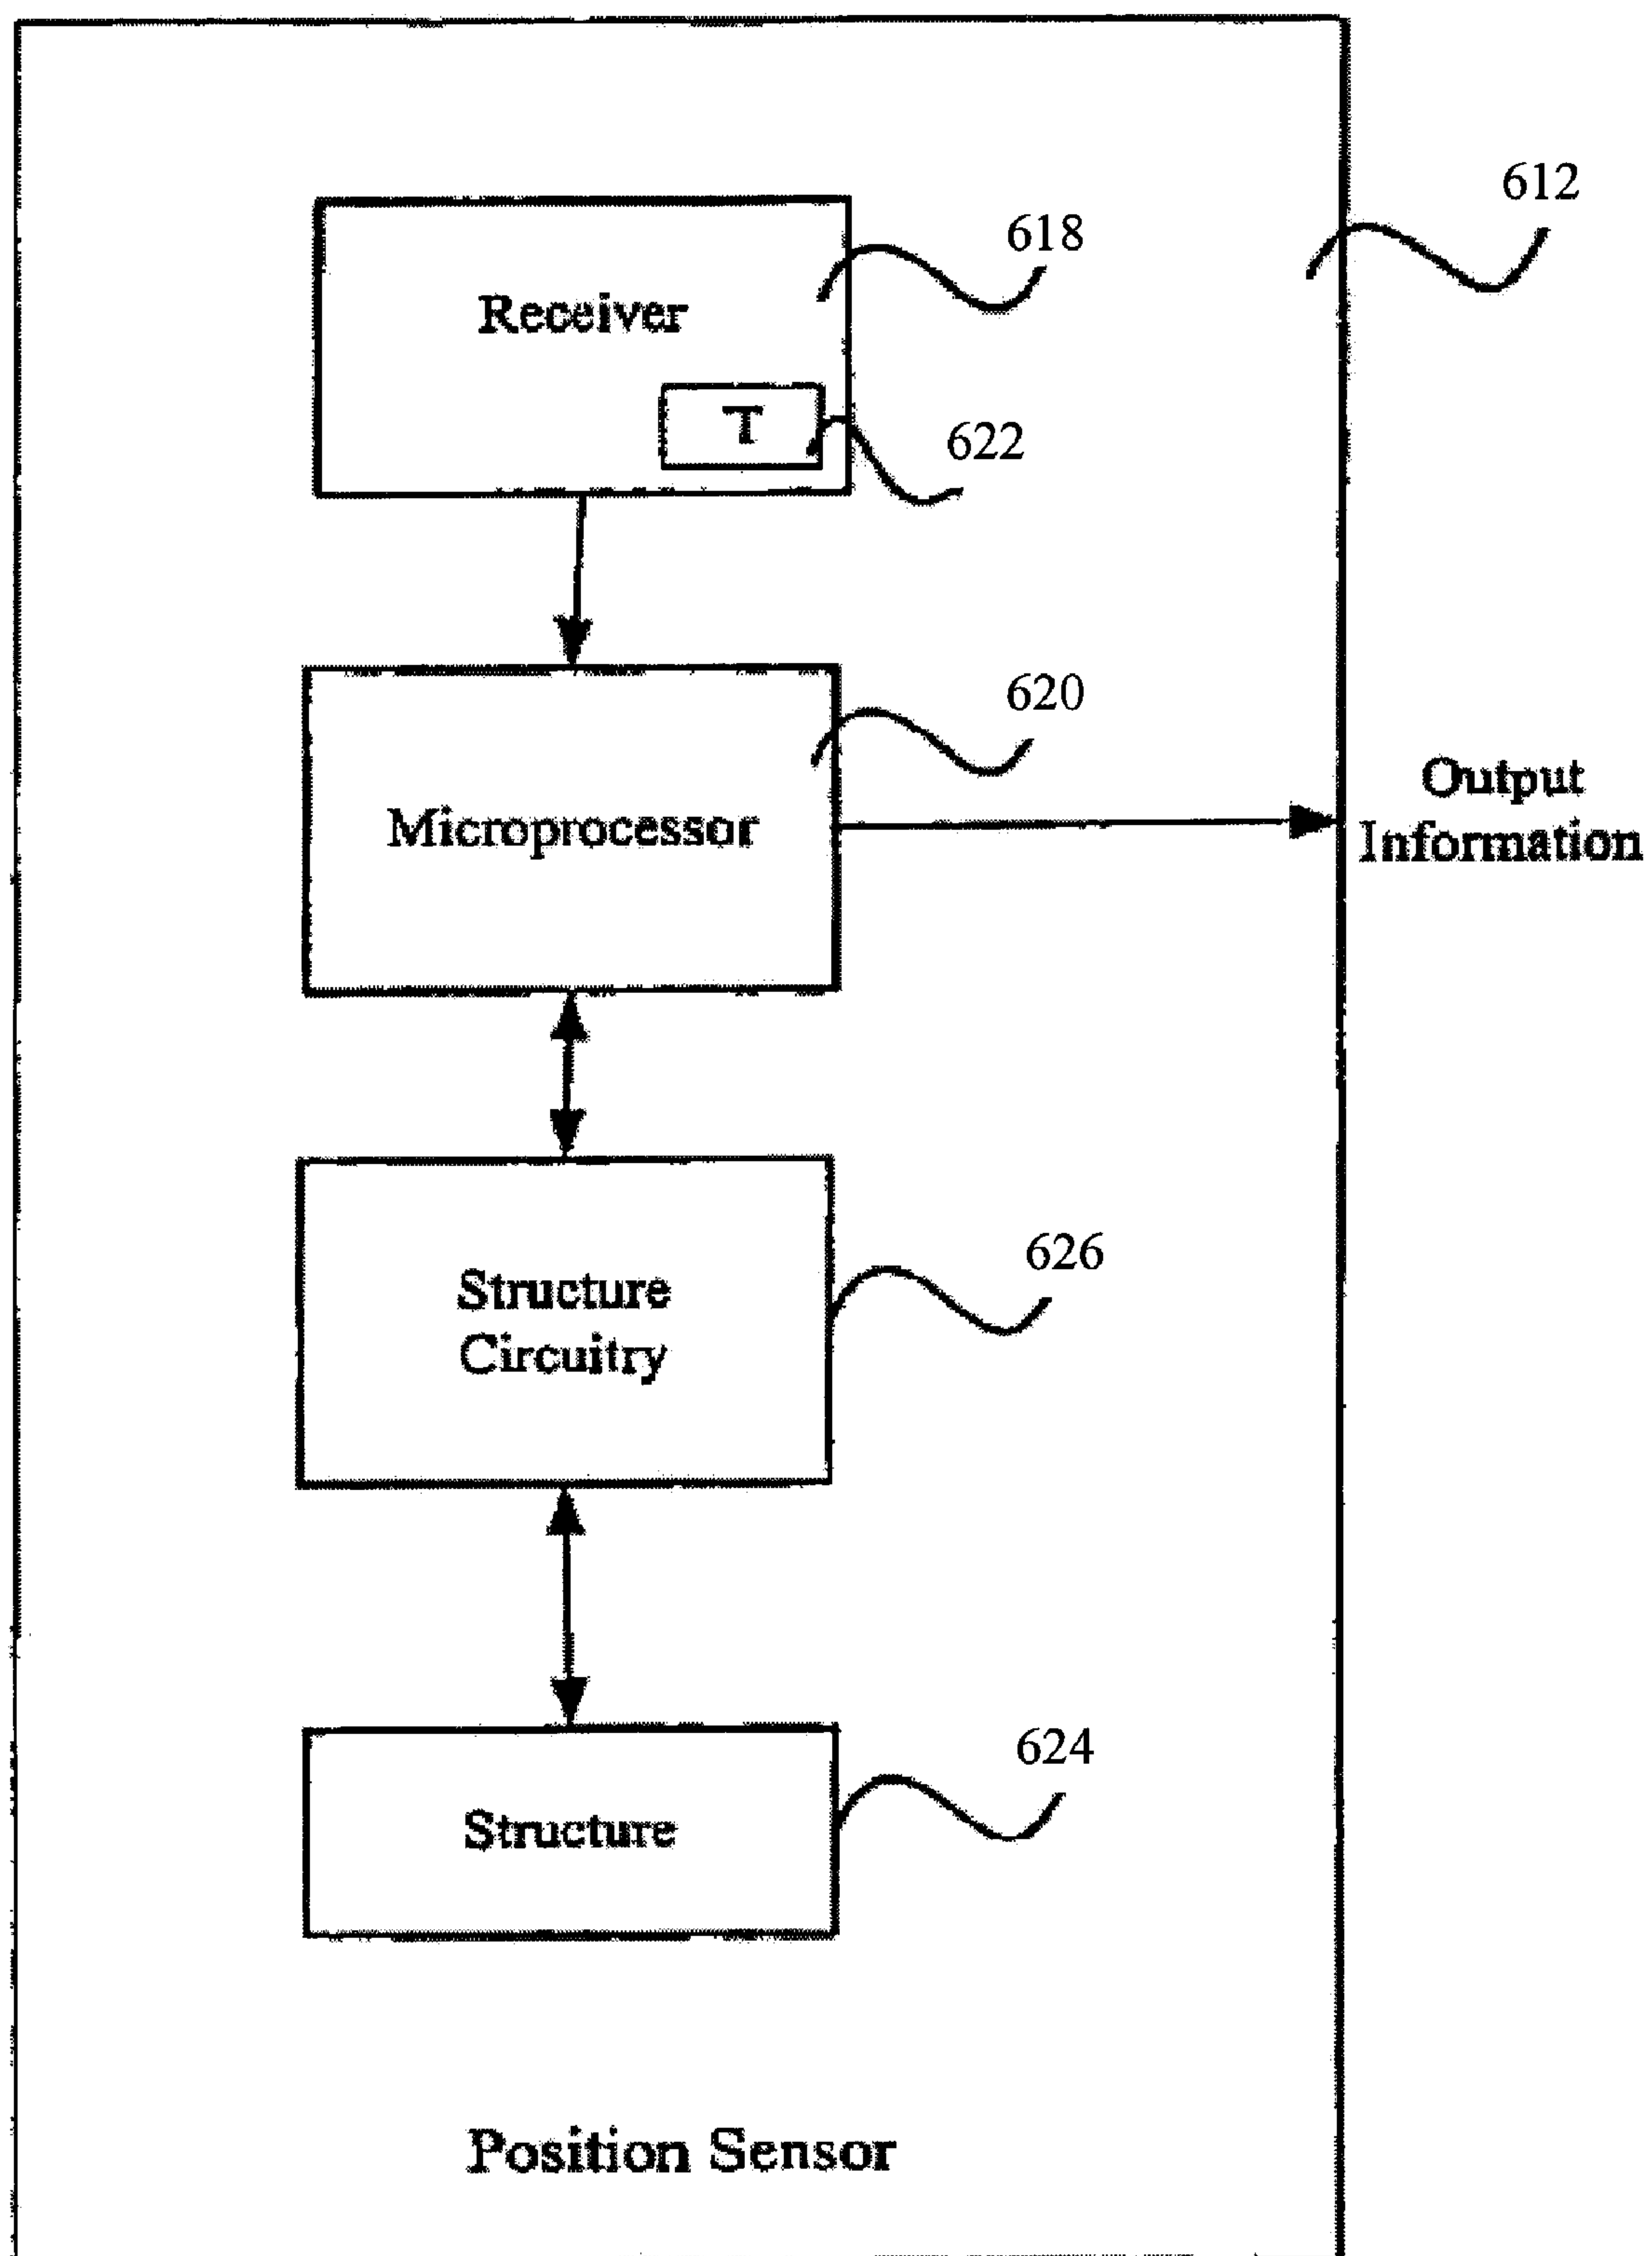 612
618
Receiver
T
622
620
Microprocessor
Output
Information
626
Structure
Circuitry
624
Structure
Position Sensor